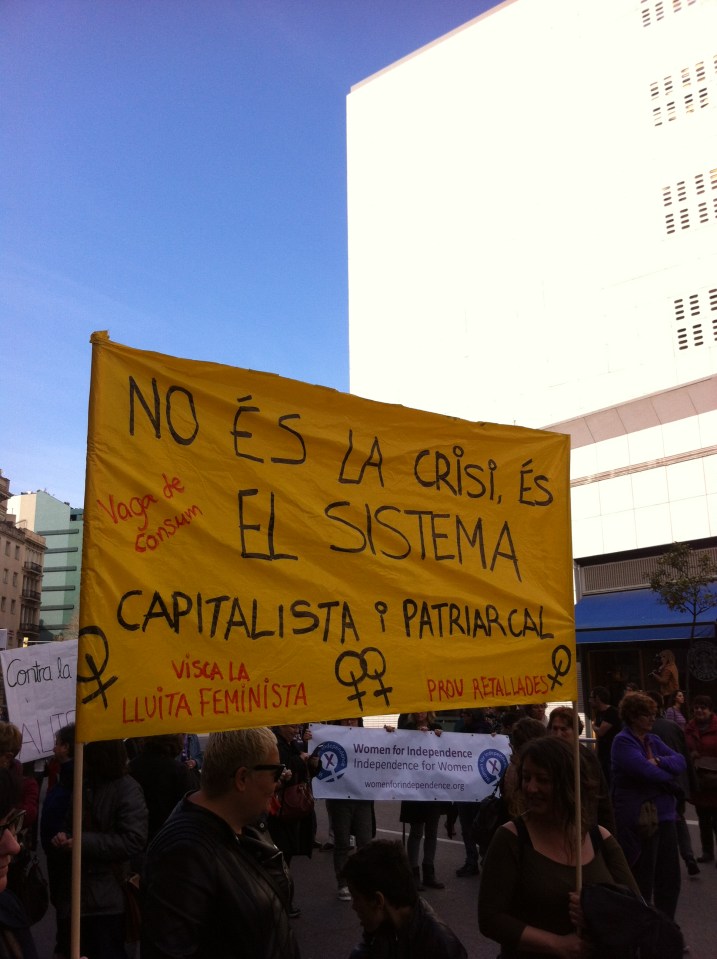 NO ÉS LA CRISI, ÉS
EL SISTEMA
CAPITALISTA i PATRIARCAL
Vaga de
consum
VISCA LA
LLUITA FEMINISTA
PROU RETALLADES
Contra la
Women for Independence
Independence for Women
womenforindependence.org